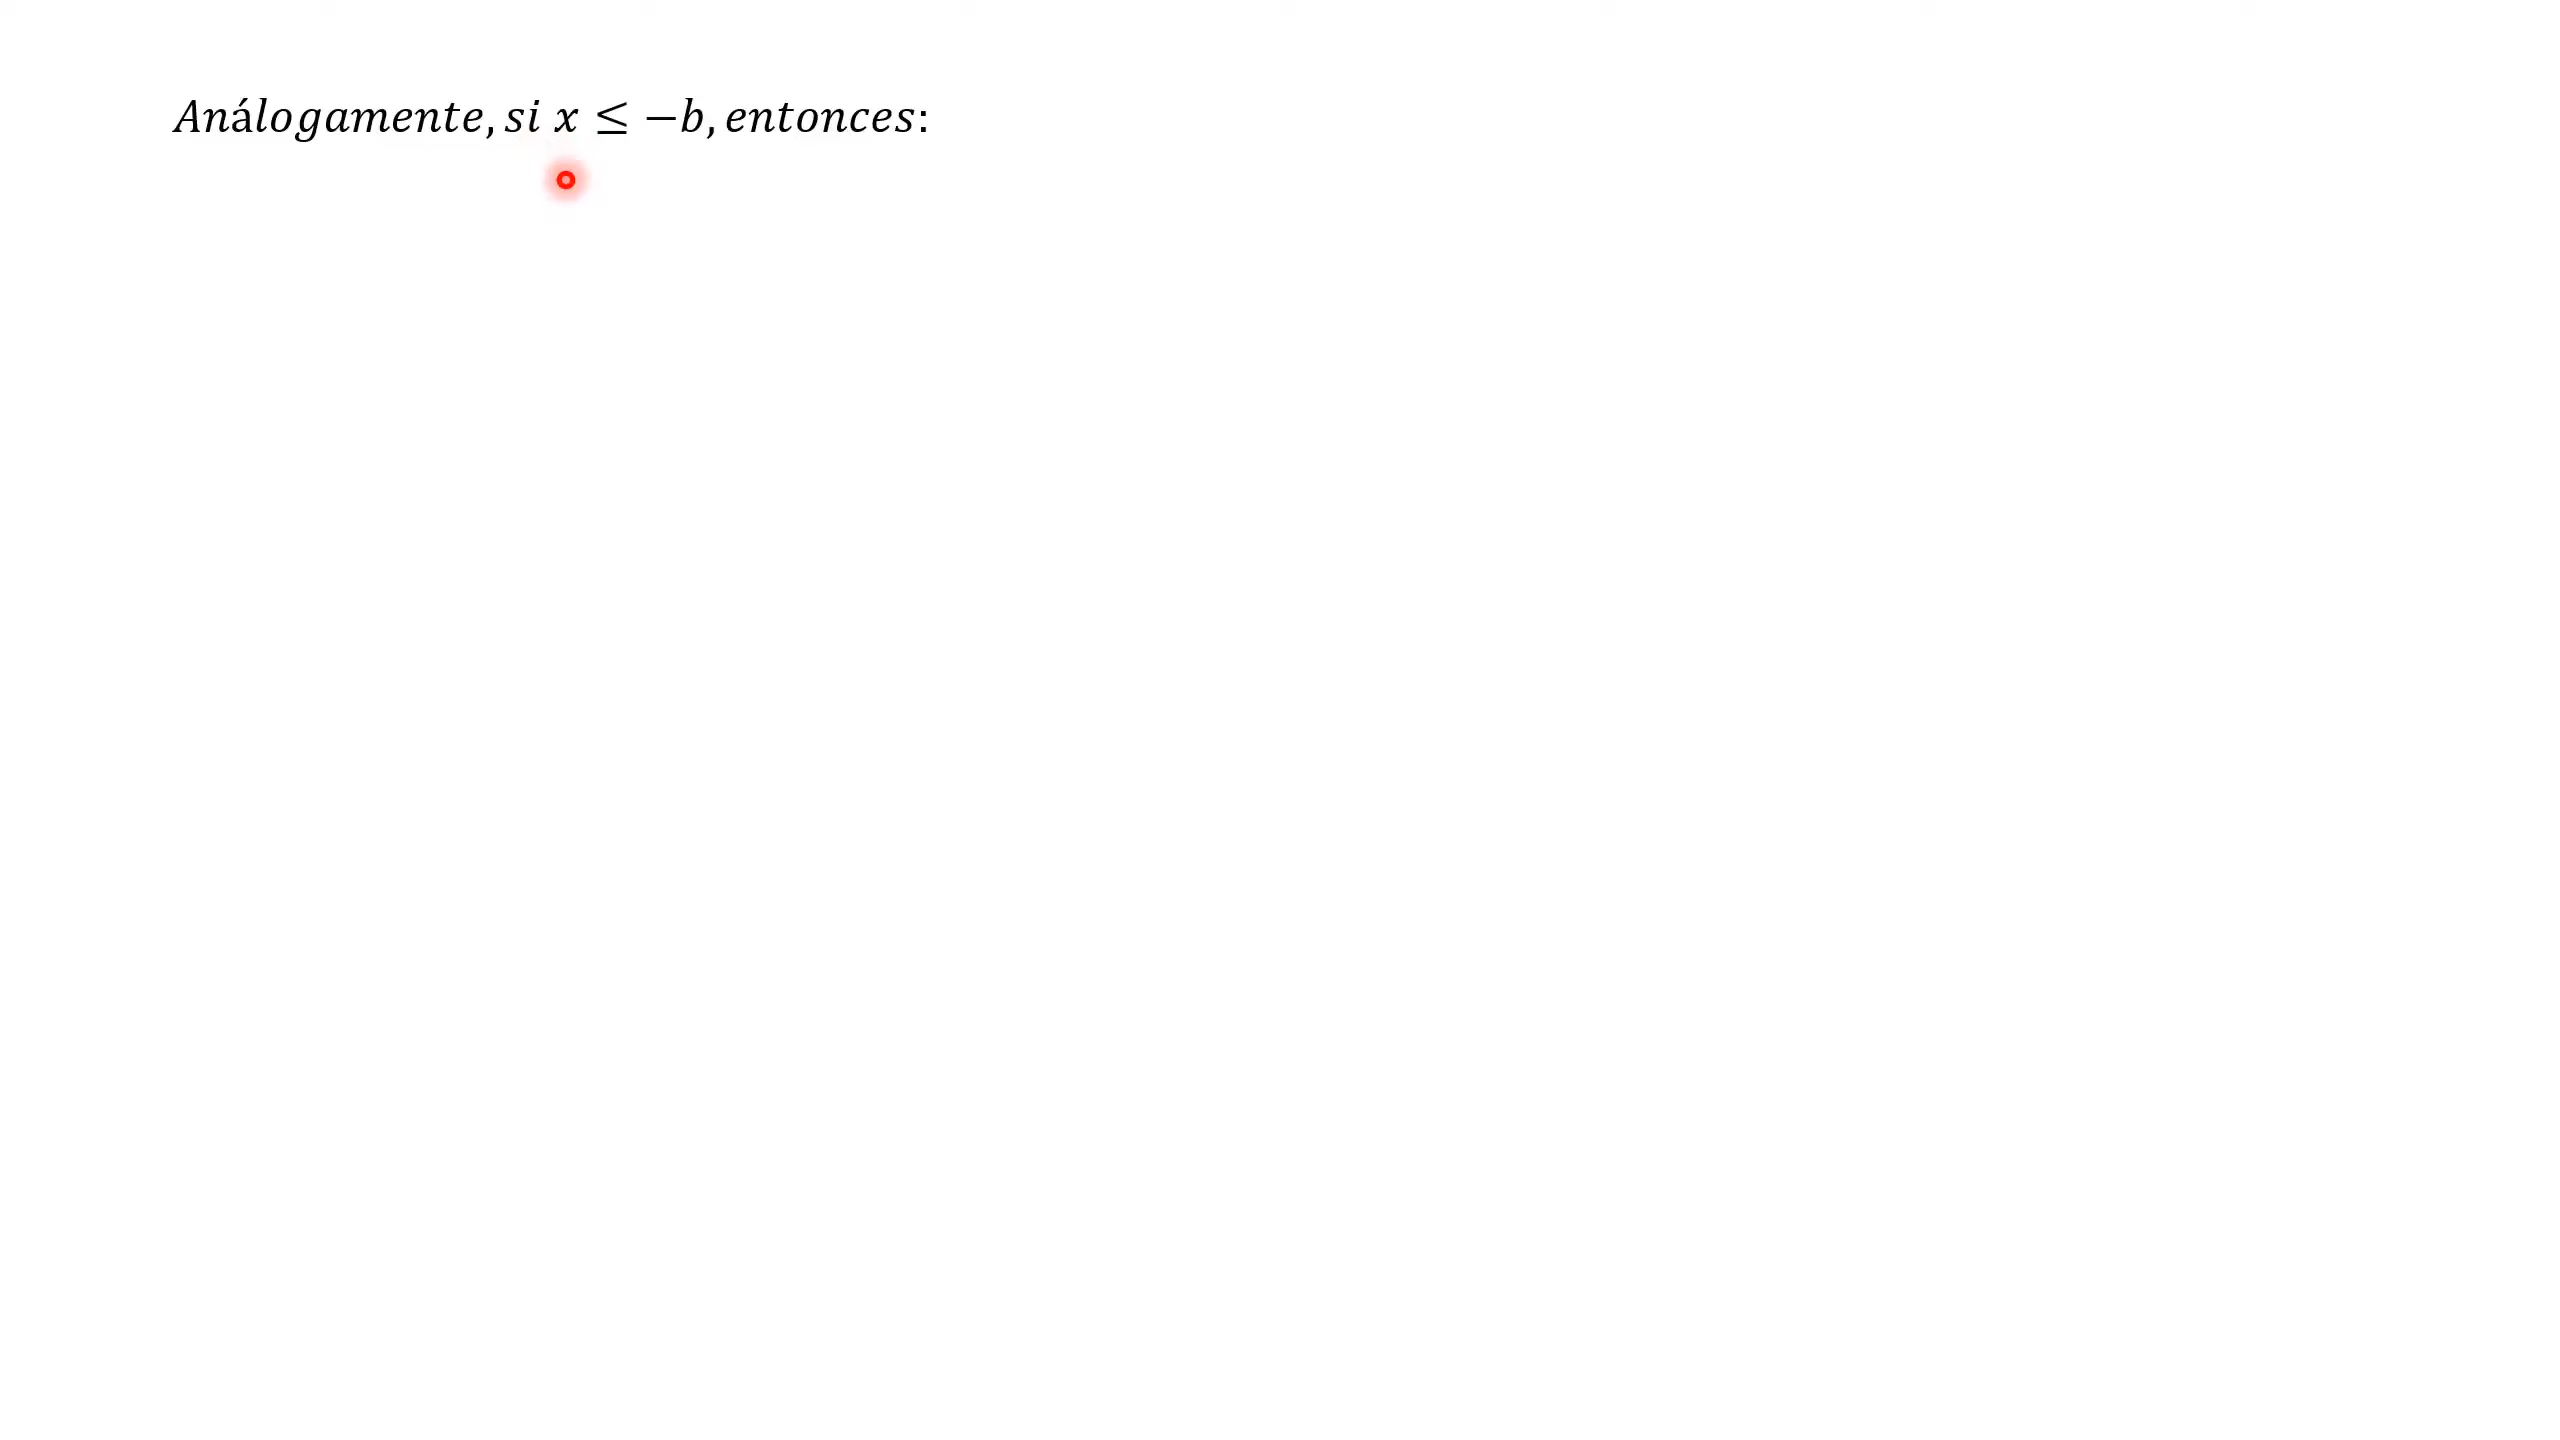 Análogamente, si x ≤ −b, entonces: